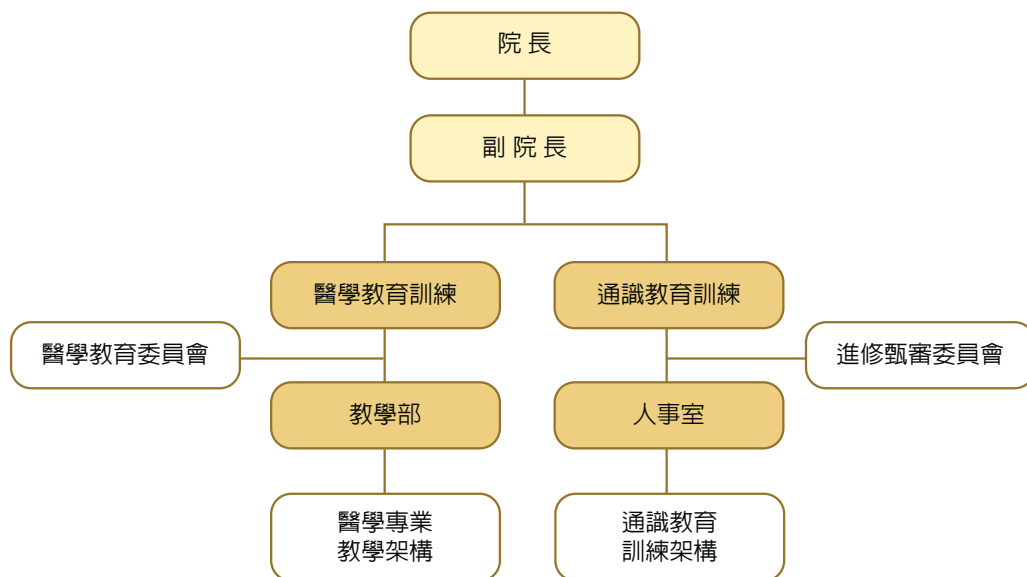 院長
副院長
醫學教育訓練
通識教育訓練
醫學教育委員會
進修甄審委員會
教學部
人事室
醫學專業
教學架構
通識教育
訓練架構